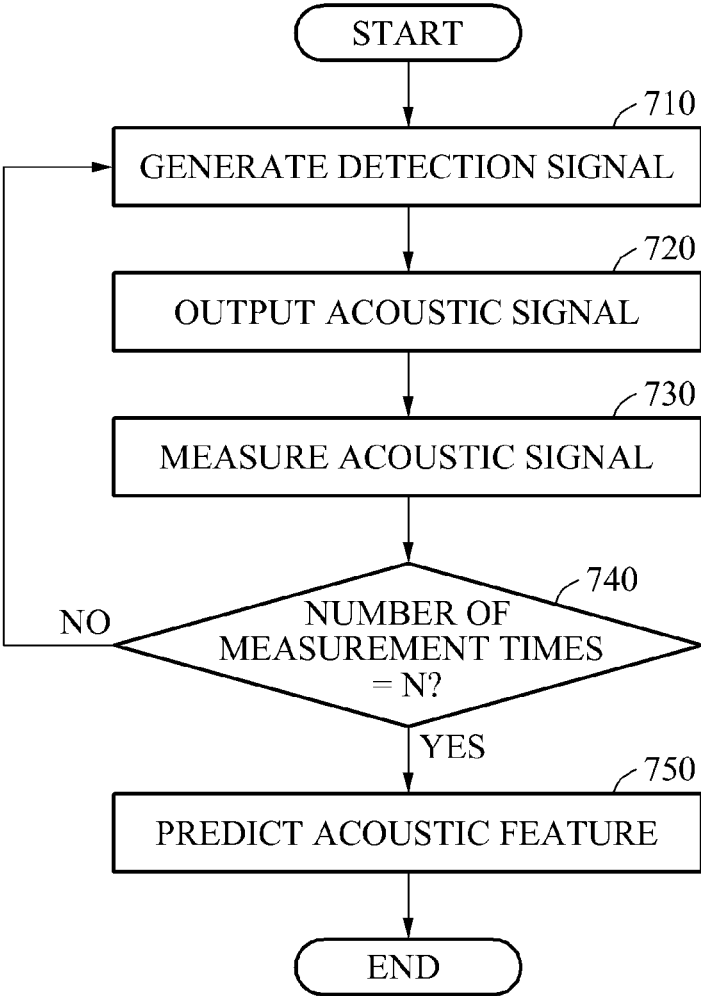 START
710
GENERATE DETECTION SIGNAL
720
OUTPUT ACOUSTIC SIGNAL
730
MEASURE ACOUSTIC SIGNAL
740
NUMBER OF
MEASUREMENT TIMES
= N?
NO
YES
750
PREDICT ACOUSTIC FEATURE
END